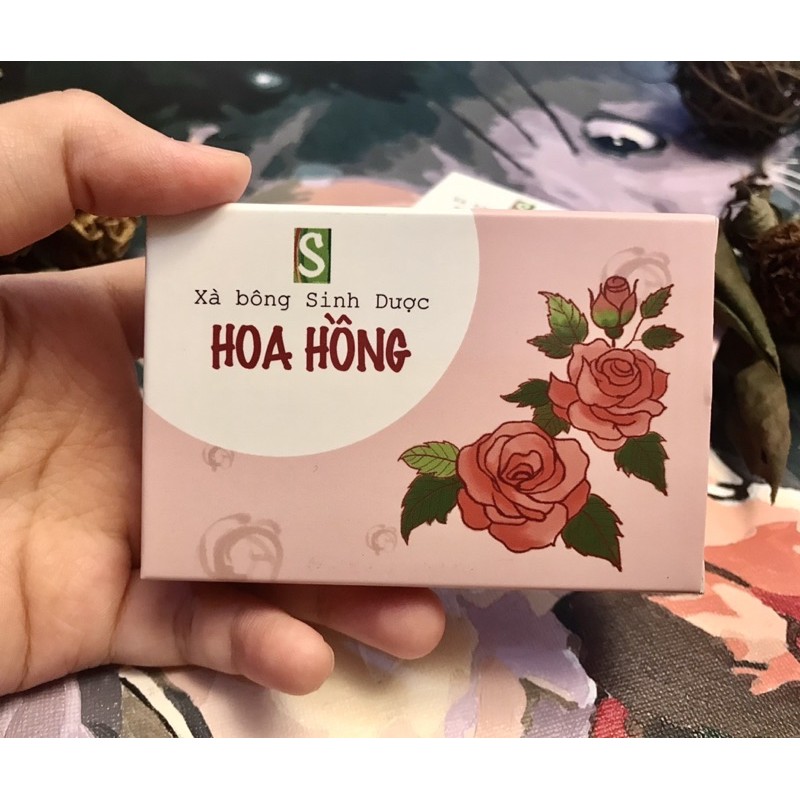 S
Xà bông Sinh Dược
HOA HỒNG